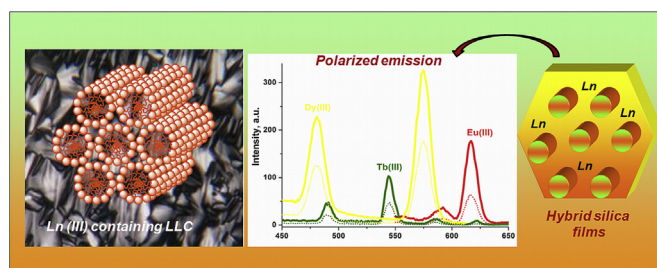 Polarized emission
Dy(III)
Tb(III)
Eu(III)
Intensity, a.u.
300
200
100
0
450
500
550
600
650
Ln (III) containing LLC
Ln
Ln
Ln
Ln
Hybrid silica
films